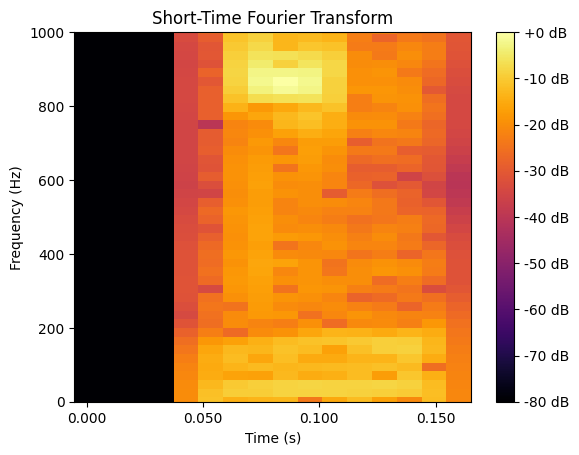 Short-Time Fourier Transform
1000
800
600
400
200
0
Frequency (Hz)
0.000
0.050
0.100
0.150
Time (s)
+0 dB
-10 dB
-20 dB
-30 dB
-40 dB
-50 dB
-60 dB
-70 dB
-80 dB